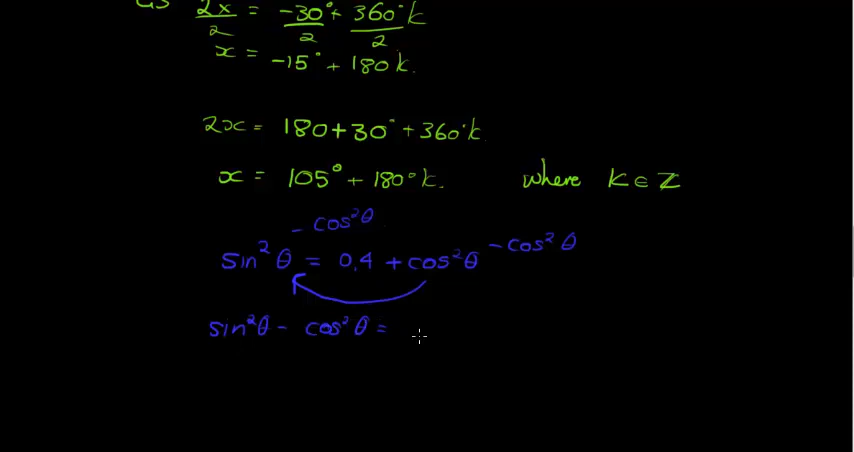 2x/2 = -30°/2 + 360°k/2
x = -15° + 180k.
2x = 180+30° + 360°k.
x = 105° + 180°k. where k ∈ Z
- cos²θ - cos²θ
sin²θ = 0,4 + cos²θ
sin²θ - cos²θ =